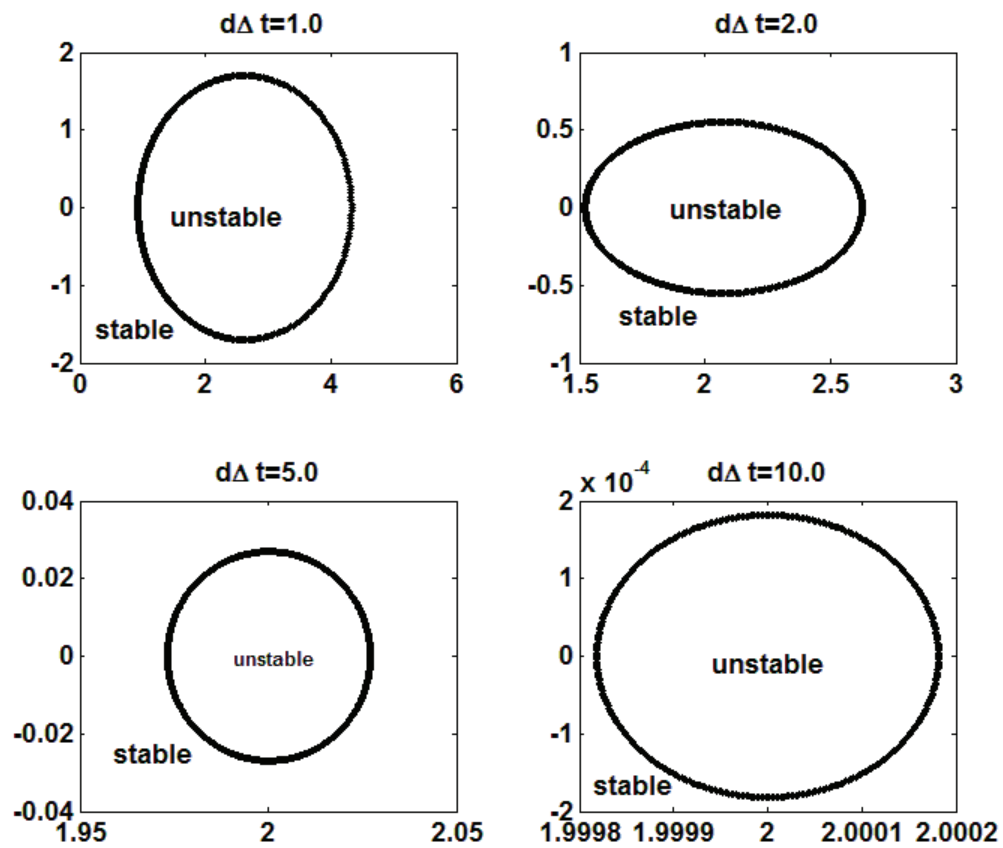 dΔ t=1.0
2
1
0
-1
-2
0 2 4 6
unstable
stable
dΔ t=2.0
1
0.5
0
-0.5
-1
1.5 2 2.5 3
unstable
stable
dΔ t=5.0
0.04
0.02
0
-0.02
-0.04
1.95 2 2.05
unstable
stable
dΔ t=10.0
x 10^-4
2
1
0
-1
-2
1.9998 1.9999 2 2.0001 2.0002
unstable
stable